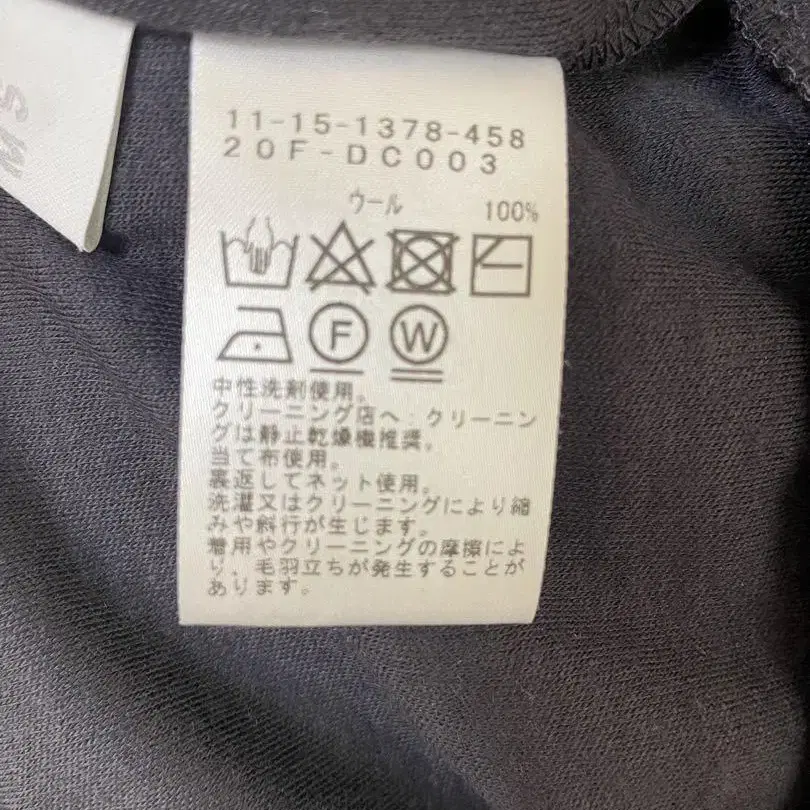 11-15-1378-458
20F-DC003
ウール 100%
F W
中性洗剤使用。
クリーニング店へ：クリーニン
グは静止乾燥機推奨。
当て布使用。
裏返してネット使用。
洗濯又はクリーニングにより縮
みや斜行が生じます。
着用やクリーニングの摩擦によ
り、毛羽立ちが発生することが
あります。